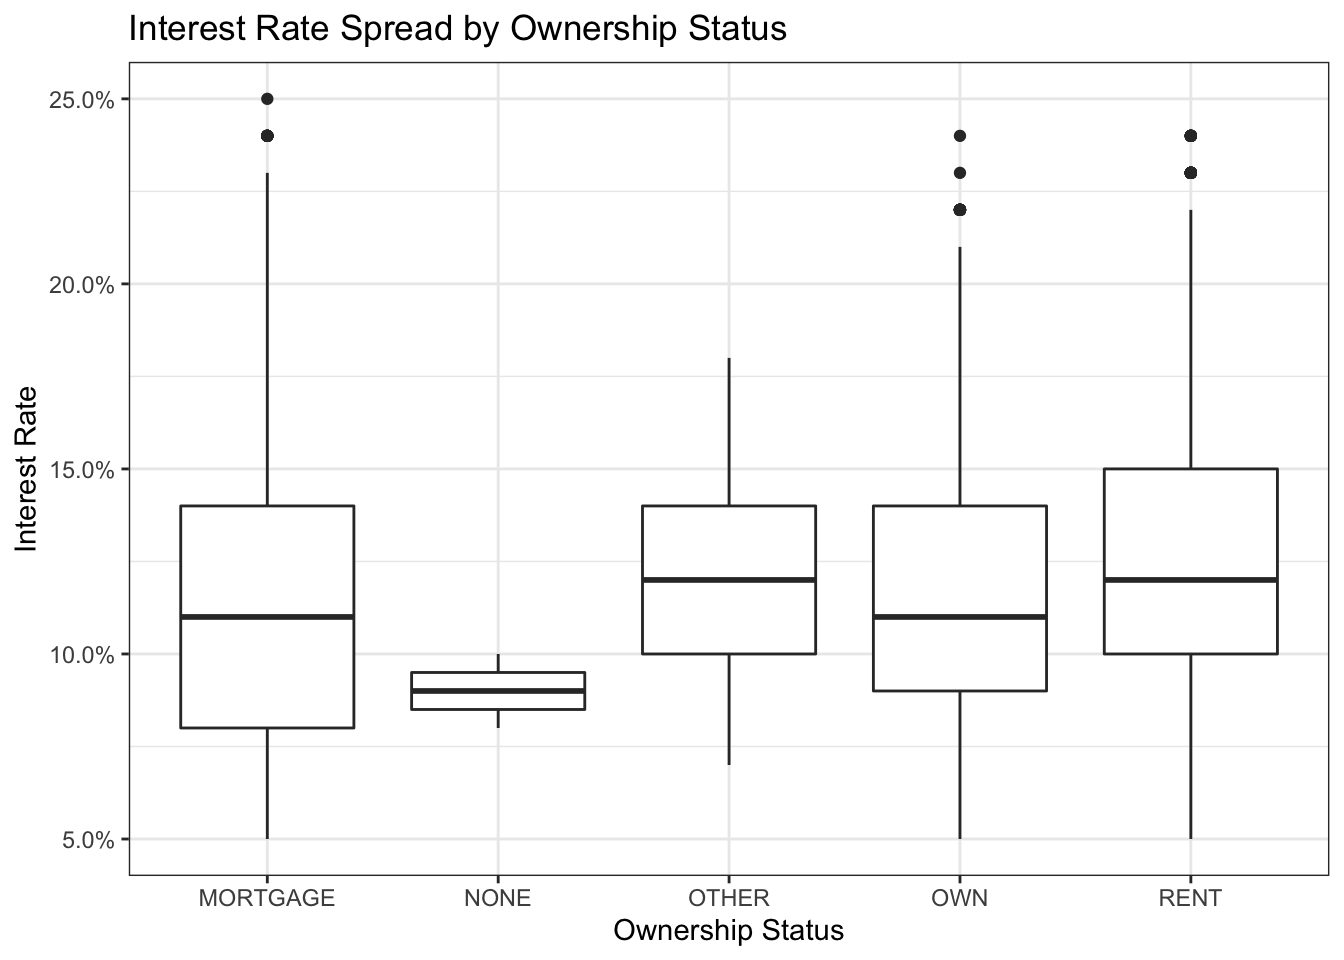 Interest Rate Spread by Ownership Status
25.0%
20.0%
15.0%
10.0%
5.0%
Interest Rate
MORTGAGE NONE OTHER OWN RENT
Ownership Status